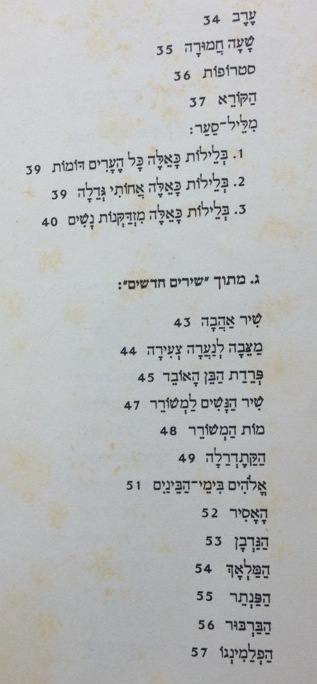 עָרָב 34
שָׁעָה חֲמוּרָה 35
סטרופות 36
הַקּוֹרֵא 37
מִלֵּיל־סַעַר:
1. בְּלֵילוֹת כָּאֵלֶּה כָּל הֶעָרִים דּוֹמוֹת 39
2. בְּלֵילוֹת כָּאֵלֶּה אֲחוֹתִי גְּדֵלָה 39
3. בְּלֵילוֹת כָּאֵלֶּה מִזְדַּקְּנוֹת נָשִׁים 40
ג. מתוך ״שירים חדשים״:
שִׁיר אַהֲבָה 43
מַצֵּבָה לְנַעֲרָה צְעִירָה 44
פְּרֵדַת הַבֵּן הָאוֹבֵד 45
שִׁיר הַנָּשִׁים לַמְשׁוֹרֵר 47
מוֹת הַמְשׁוֹרֵר 48
הַקָּתֶדְרָלָה 49
אֱלֹהִים בִּימֵי־הַבֵּינַיִם 51
הָאָסִיר 52
הַנַּדְבָן 53
הַמַּלְאָךְ 54
הַפַּנְתֵּר 55
הַבַּרְבּוּר 56
הַפְלַמִינְגוֹ 57